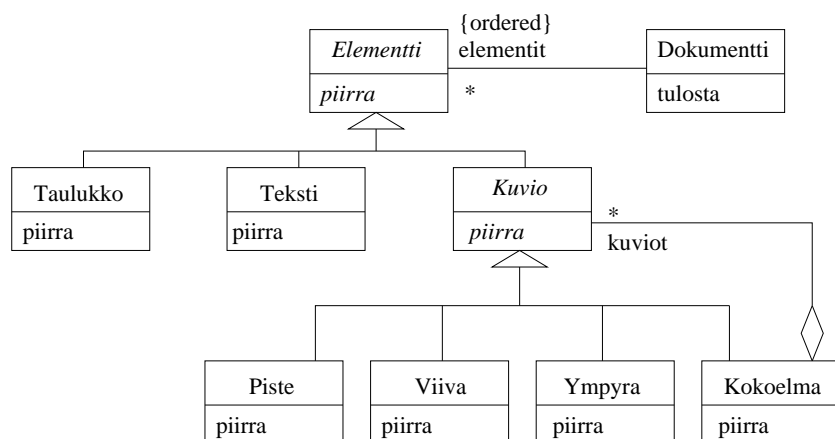 {ordered}
Elementti
elementit
Dokumentti
piirra
*
tulosta
Taulukko
Teksti
Kuvio
piirra
piirra
piirra
*
kuviot
Piste
Viiva
Ympyra
Kokoelma
piirra
piirra
piirra
piirra